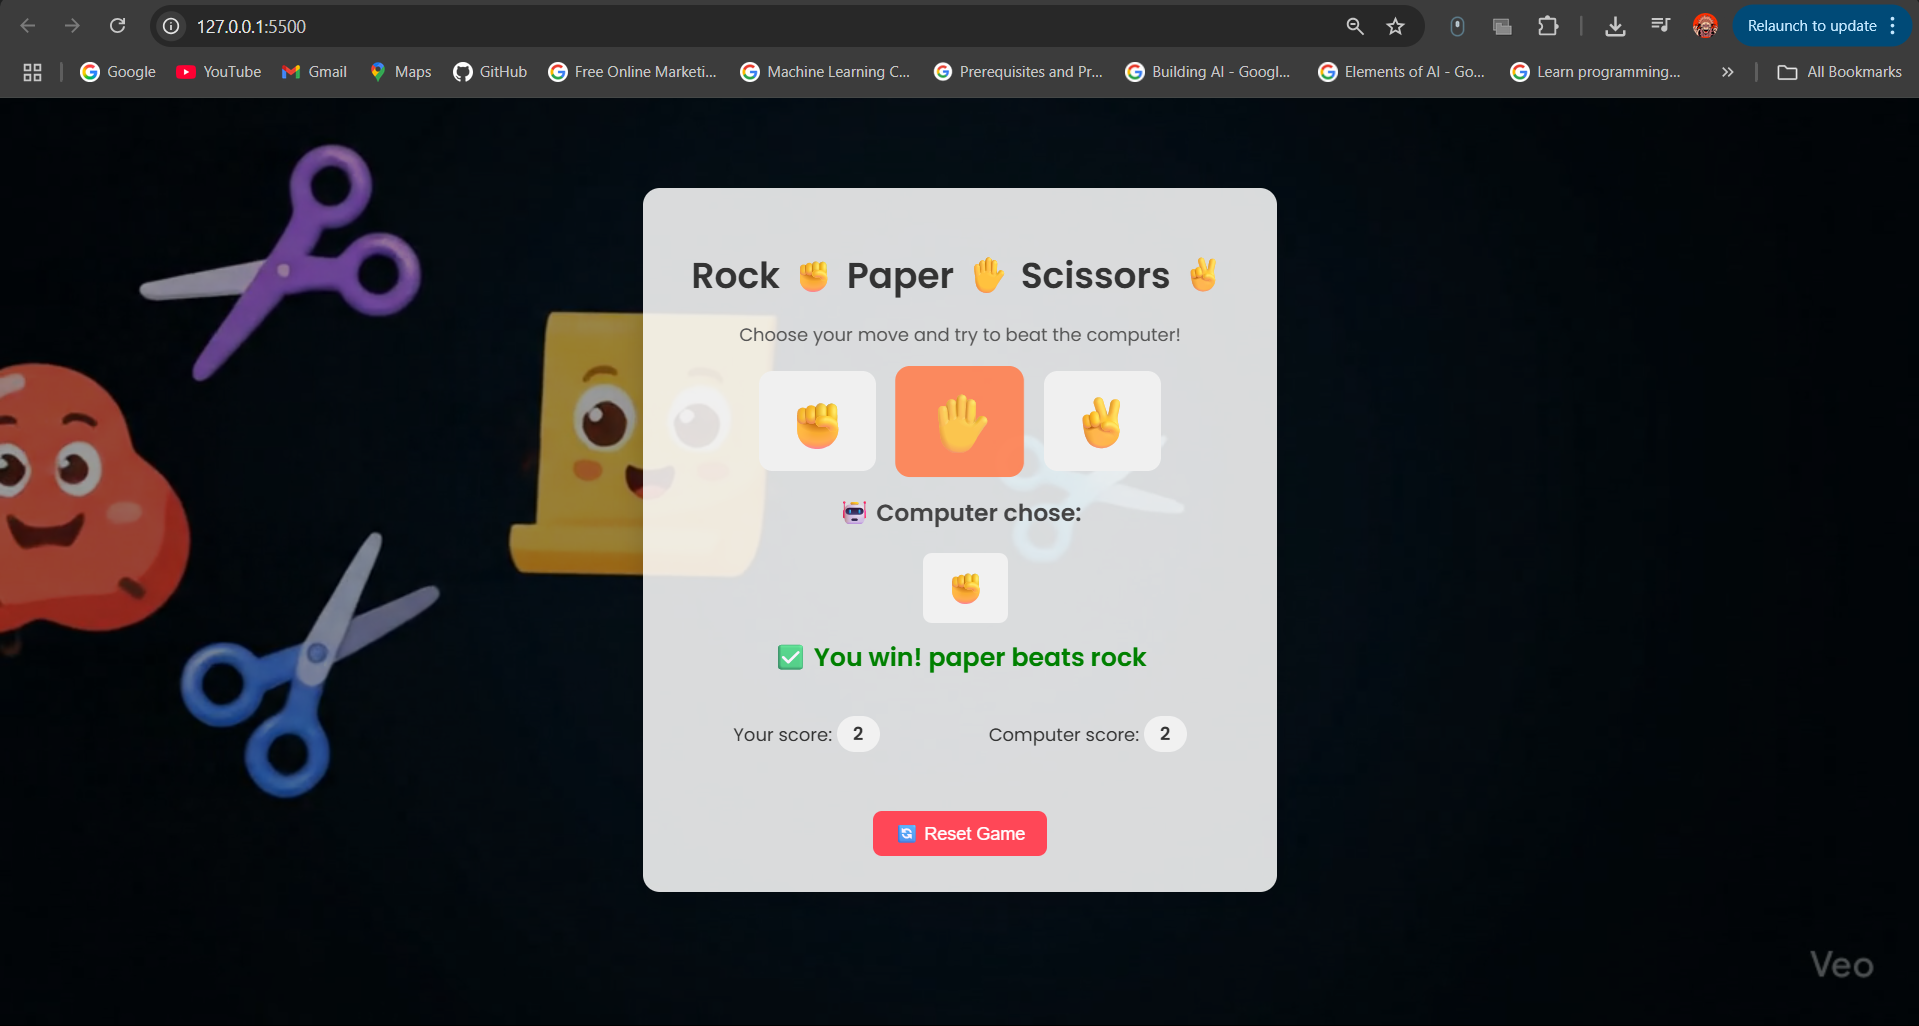 127.0.0.1:5500
Relaunch to update
Google YouTube Gmail Maps GitHub Free Online Marketi... Machine Learning C... Prerequisites and Pr... Building AI - Googl... Elements of AI - Go... Learn programming... All Bookmarks
Rock ✊ Paper 🖐 Scissors ✌
Choose your move and try to beat the computer!
🤖 Computer chose:
✅ You win! paper beats rock
Your score: 2 Computer score: 2
🔄 Reset Game
Veo